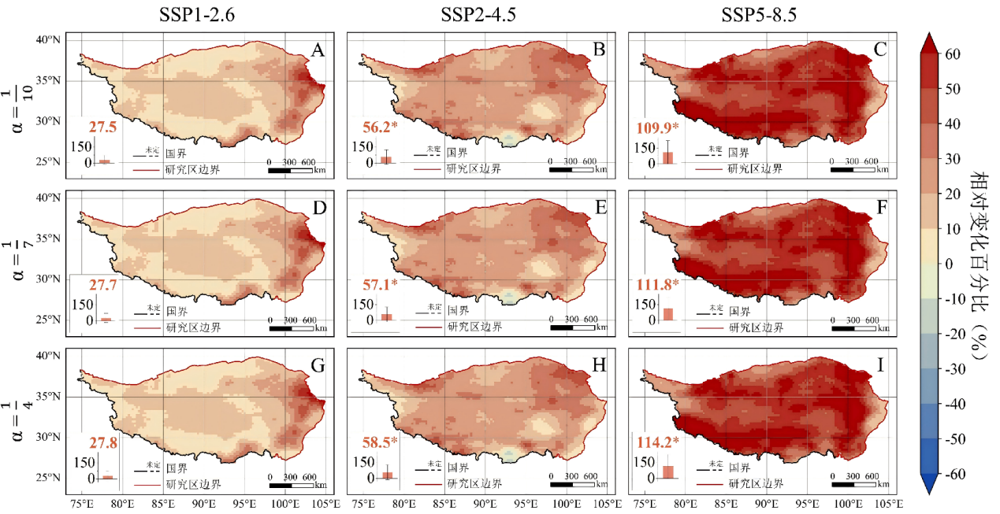 SSP1-2.6 SSP2-4.5 SSP5-8.5
40°N A B C 60
35°N 50
α = 1/10 40
30°N 27.5 56.2* 109.9* 30
150 未定 国界 0 300 600 150 未定 国界 0 300 600 150 未定 国界 0 300 600
0 研究区边界 km 0 研究区边界 km 0 研究区边界 km
25°N
40°N D E F 20
35°N 10
α = 1/7 0
30°N 27.7 57.1* 111.8* -10
150 未定 国界 0 300 600 150 未定 国界 0 300 600 150 未定 国界 0 300 600
0 研究区边界 km 0 研究区边界 km 0 研究区边界 km
25°N -20
40°N G H I -30
35°N -40
α = 1/4 -50
30°N 27.8 58.5* 114.2* -60
150 未定 国界 0 300 600 150 未定 国界 0 300 600 150 未定 国界 0 300 600
0 研究区边界 km 0 研究区边界 km 0 研究区边界 km
25°N
75°E 80°E 85°E 90°E 95°E 100°E 105°E 75°E 80°E 85°E 90°E 95°E 100°E 105°E 75°E 80°E 85°E 90°E 95°E 100°E 105°E
相对变化百分比（%）